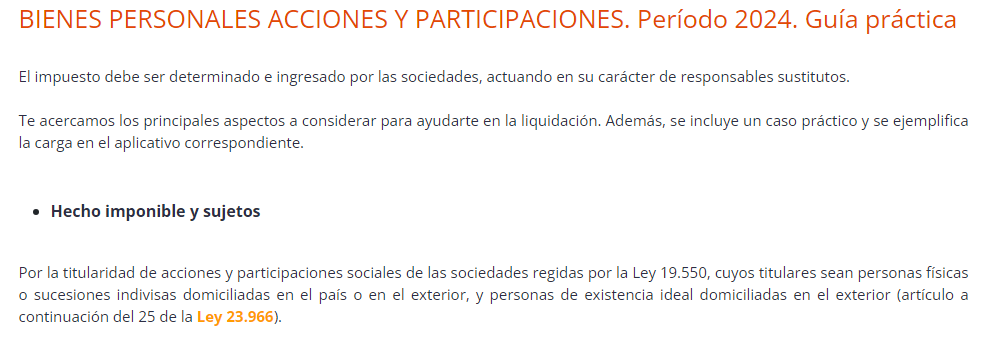 BIENES PERSONALES ACCIONES Y PARTICIPACIONES. Período 2024. Guía práctica
El impuesto debe ser determinado e ingresado por las sociedades, actuando en su carácter de responsables sustitutos.
Te acercamos los principales aspectos a considerar para ayudarte en la liquidación. Además, se incluye un caso práctico y se ejemplifica
la carga en el aplicativo correspondiente.
• Hecho imponible y sujetos
Por la titularidad de acciones y participaciones sociales de las sociedades regidas por la Ley 19.550, cuyos titulares sean personas físicas
o sucesiones indivisas domiciliadas en el país o en el exterior, y personas de existencia ideal domiciliadas en el exterior (artículo a
continuación del 25 de la Ley 23.966).